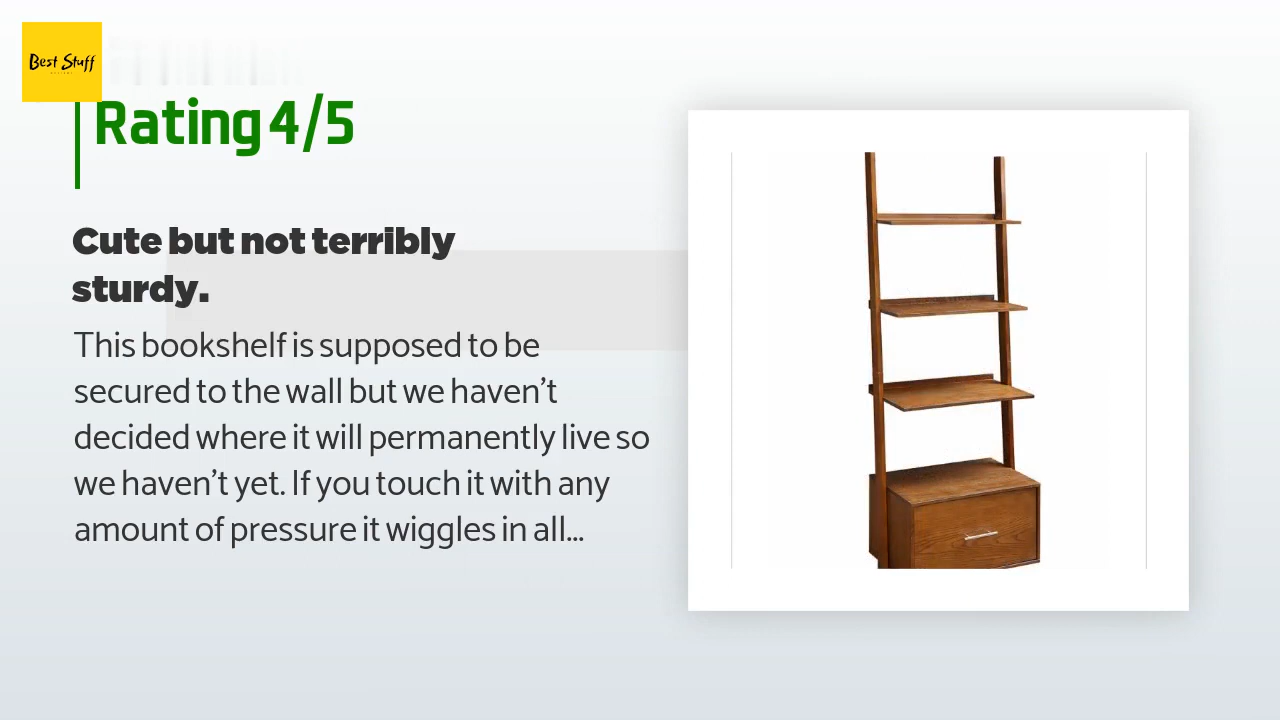 Best Stuff
Rating 4/5
Cute but not terribly
sturdy.
This bookshelf is supposed to be
secured to the wall but we haven’t
decided where it will permanently live so
we haven’t yet. If you touch it with any
amount of pressure it wiggles in all...